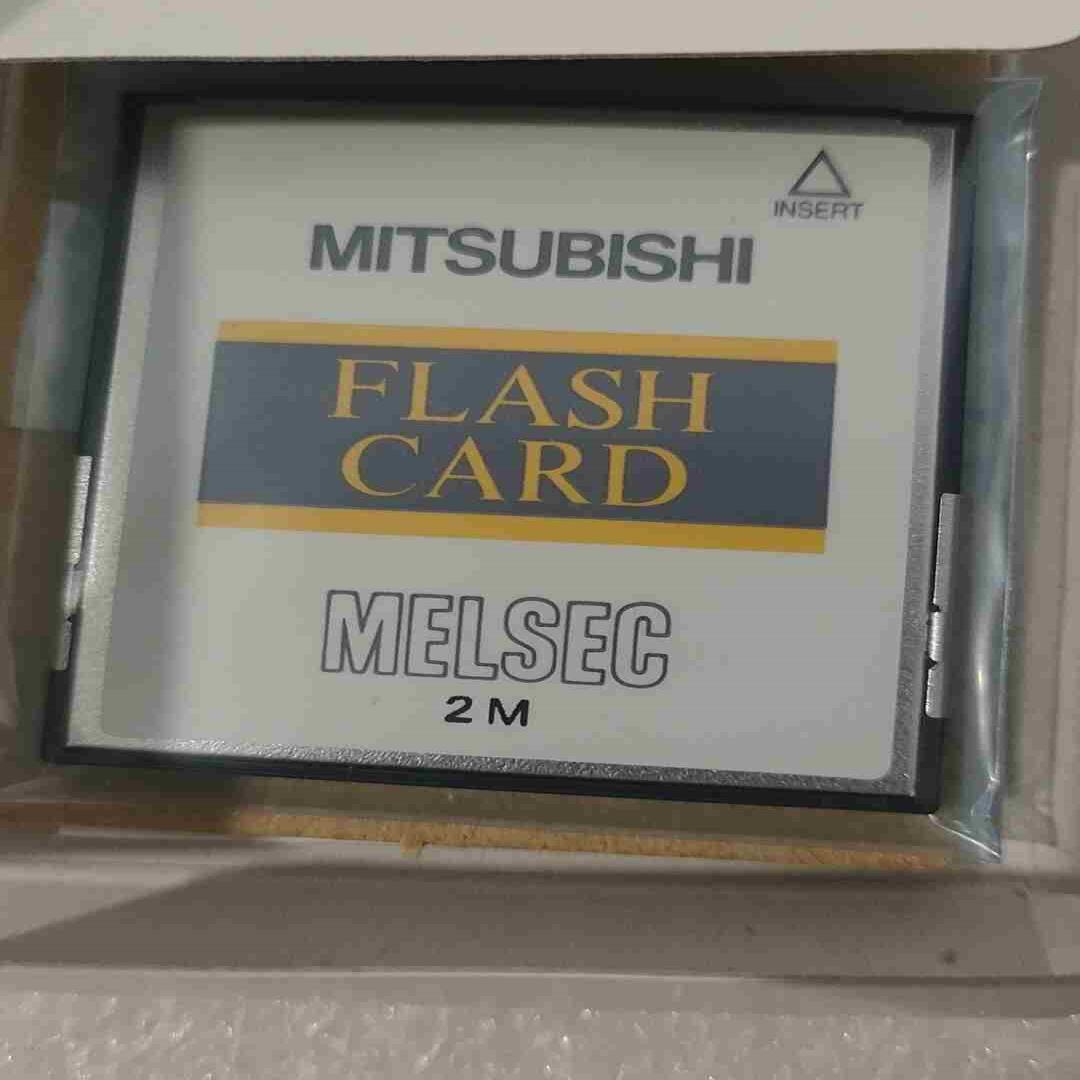 INSERT
MITSUBISHI
FLASH
CARD
MELSEC
2M